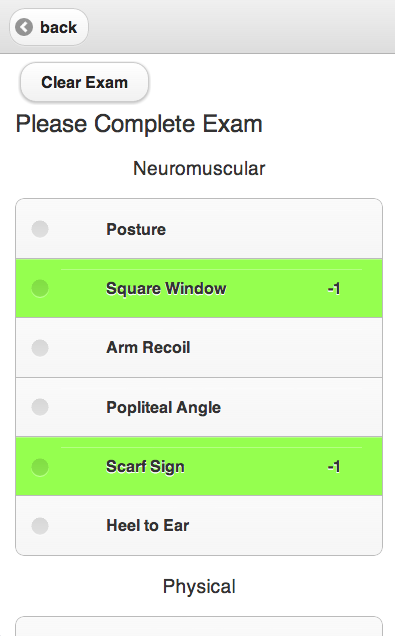 back
Clear Exam
Please Complete Exam
Neuromuscular
Posture
Square Window -1
Arm Recoil
Popliteal Angle
Scarf Sign -1
Heel to Ear
Physical